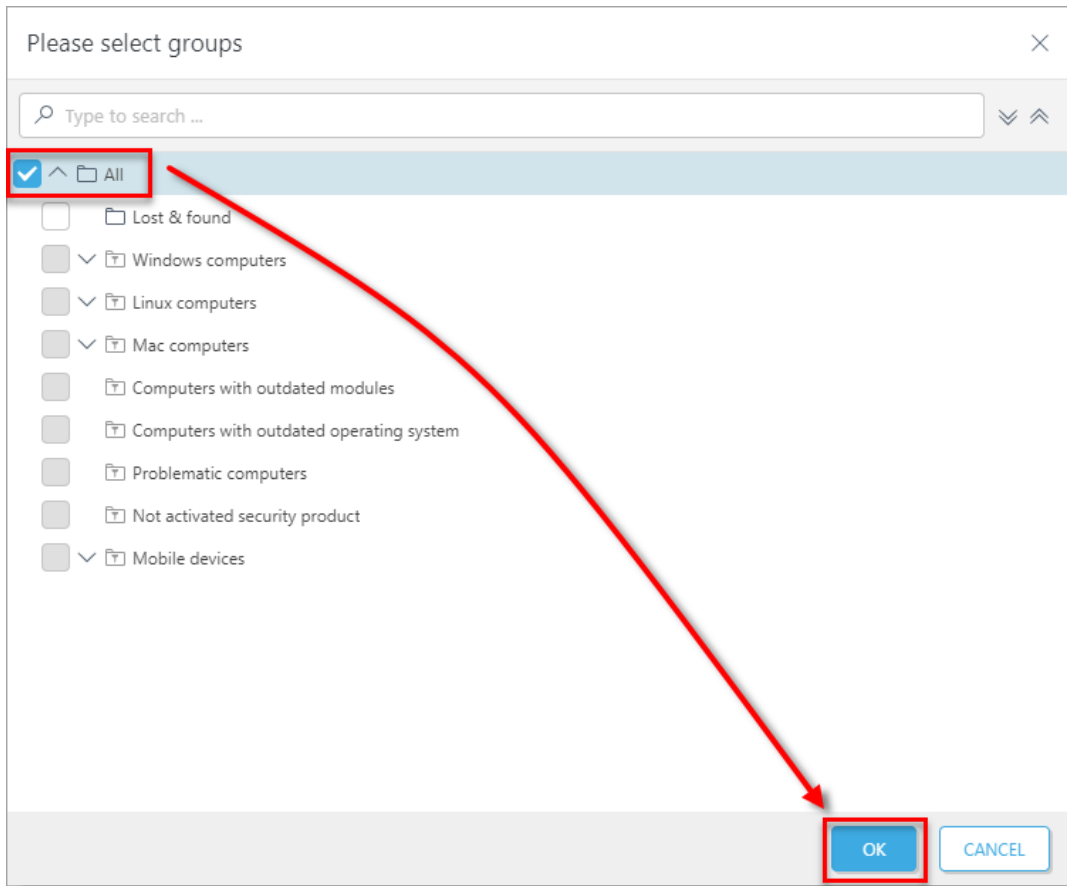 Please select groups
Type to search ...
All
Lost & found
Windows computers
Linux computers
Mac computers
Computers with outdated modules
Computers with outdated operating system
Problematic computers
Not activated security product
Mobile devices
OK CANCEL